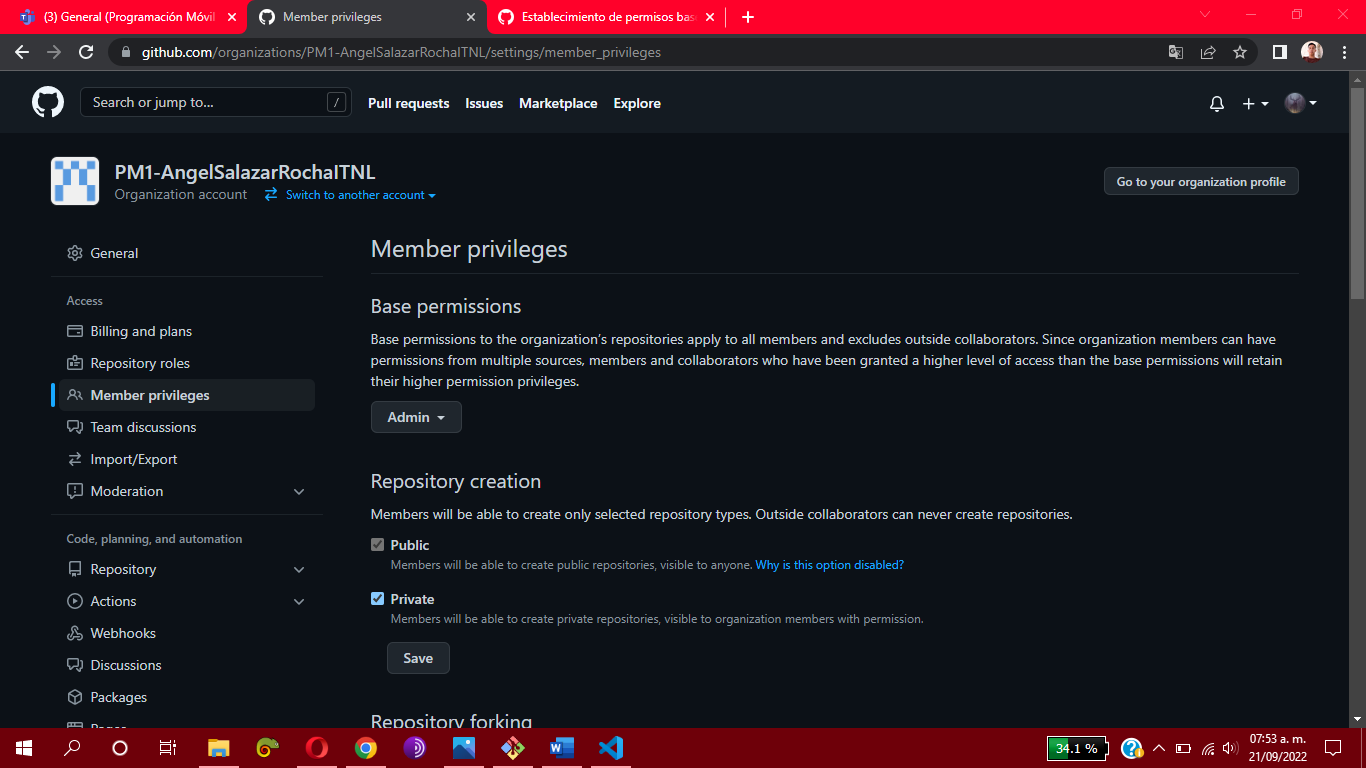 (3) General (Programación Móvil
Member privileges
Establecimiento de permisos bas
github.com/organizations/PM1-AngelSalazarRochaITNL/settings/member_privileges
Search or jump to...
/
Pull requests
Issues
Marketplace
Explore
PM1-AngelSalazarRochaITNL
Organization account
Switch to another account
Go to your organization profile
General
Access
Billing and plans
Repository roles
Member privileges
Team discussions
Import/Export
Moderation
Code, planning, and automation
Repository
Actions
Webhooks
Discussions
Packages
Pages
Member privileges
Base permissions
Base permissions to the organization’s repositories apply to all members and excludes outside collaborators. Since organization members can have
permissions from multiple sources, members and collaborators who have been granted a higher level of access than the base permissions will retain
their higher permission privileges.
Admin
Repository creation
Members will be able to create only selected repository types. Outside collaborators can never create repositories.
Public
Members will be able to create public repositories, visible to anyone. Why is this option disabled?
Private
Members will be able to create private repositories, visible to organization members with permission.
Save
Repository forking
34.1 %
07:53 a. m.
21/09/2022